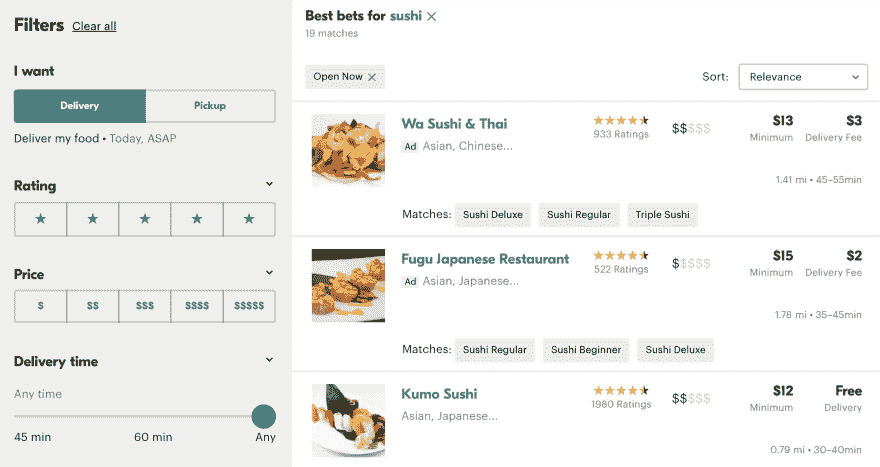 Filters Clear all
I want
Delivery Pickup
Deliver my food • Today, ASAP
Rating
Price
$ $$ $$$ $$$$ $$$$$
Delivery time
Any time
45 min 60 min Any
Best bets for sushi
19 matches
Open Now
Sort: Relevance
Wa Sushi & Thai
Ad Asian, Chinese...
933 Ratings
$$$$$
$13 $3
Minimum Delivery Fee
1.41 mi • 45–55min
Matches: Sushi Deluxe Sushi Regular Triple Sushi
Fugu Japanese Restaurant
Ad Asian, Japanese...
522 Ratings
$$$$$
$15 $2
Minimum Delivery Fee
1.78 mi • 35–45min
Matches: Sushi Regular Sushi Beginner Sushi Deluxe
Kumo Sushi
Asian, Japanese...
1980 Ratings
$$$$$
$12 Free
Minimum Delivery
0.79 mi • 30–40min